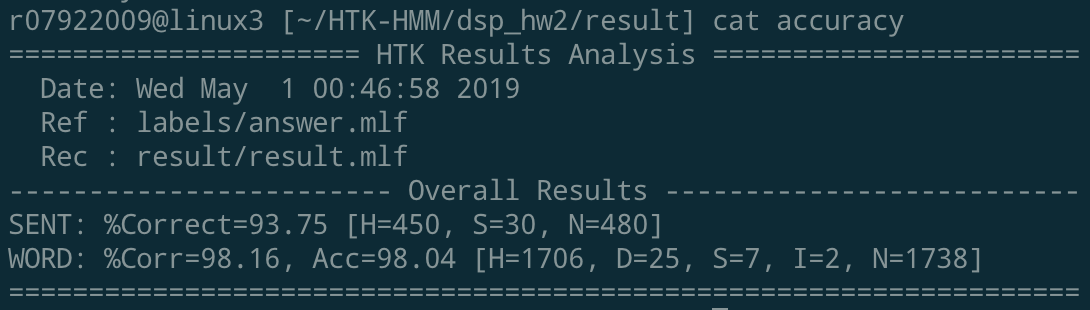 r07922009@linux3 [~/HTK-HMM/dsp_hw2/result] cat accuracy
====================== HTK Results Analysis =======================
  Date: Wed May  1 00:46:58 2019
  Ref : labels/answer.mlf
  Rec : result/result.mlf
------------------------ Overall Results --------------------------
SENT: %Correct=93.75 [H=450, S=30, N=480]
WORD: %Corr=98.16, Acc=98.04 [H=1706, D=25, S=7, I=2, N=1738]
===================================================================